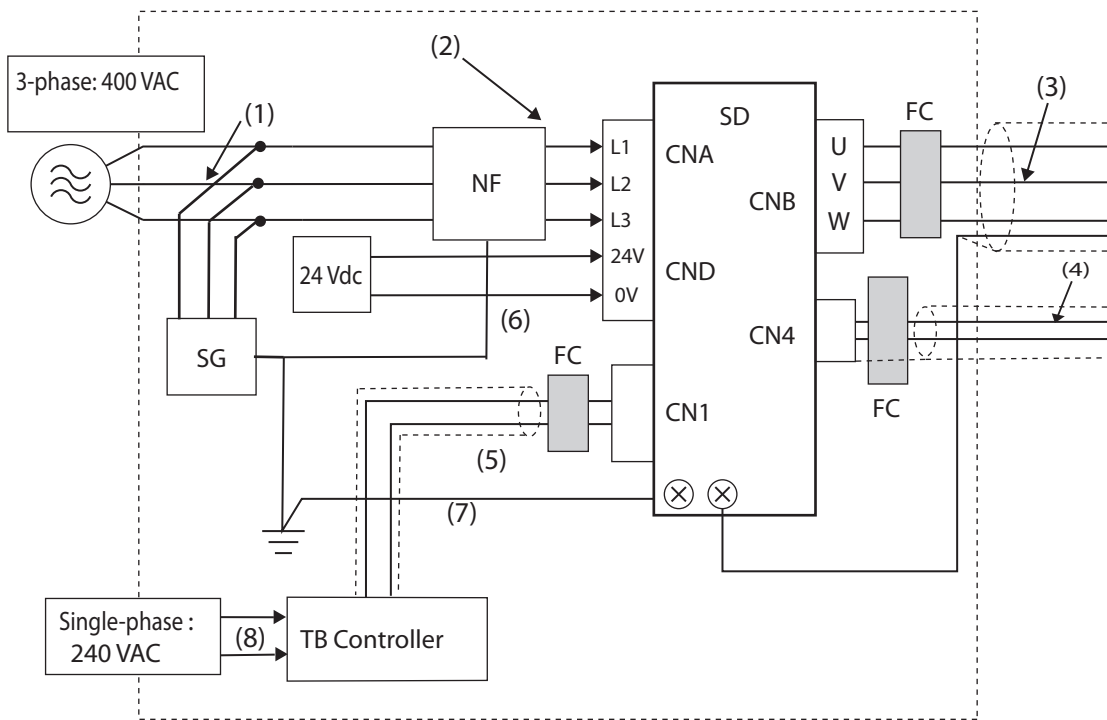 3-phase: 400 VAC
(1)
(2)
(3)
SD
FC
NF
L1
L2
L3
24V
0V
CNA
CNB
CND
U
V
W
24 Vdc
(6)
(4)
SG
CN4
FC
FC
CN1
(5)
(7)
Single-phase :
240 VAC
(8)
TB Controller